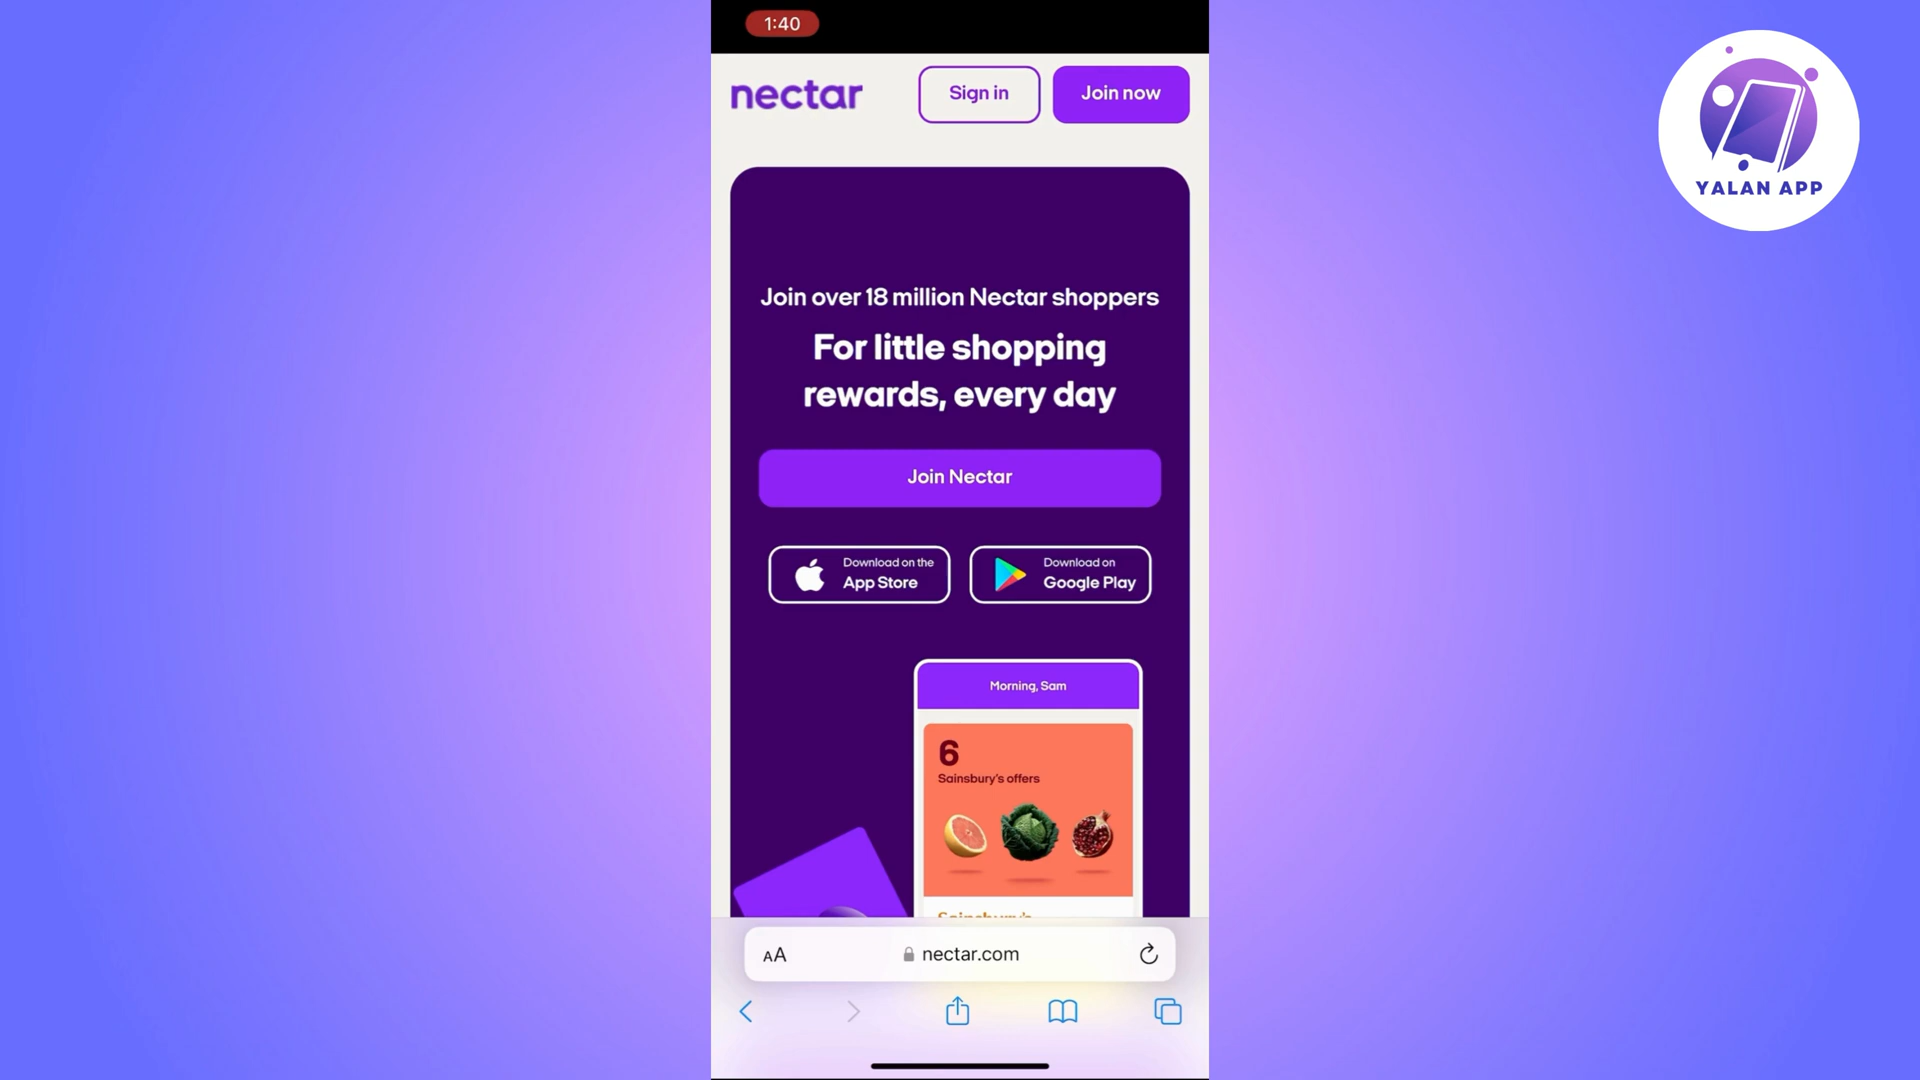 1:40
nectar
Sign in
Join now
YALAN APP
Join over 18 million Nectar shoppers
For little shopping
rewards, every day
Join Nectar
Download on the
App Store
Download on
Google Play
Morning, Sam
6
Sainsbury's offers
Sainsbury's
AA
nectar.com